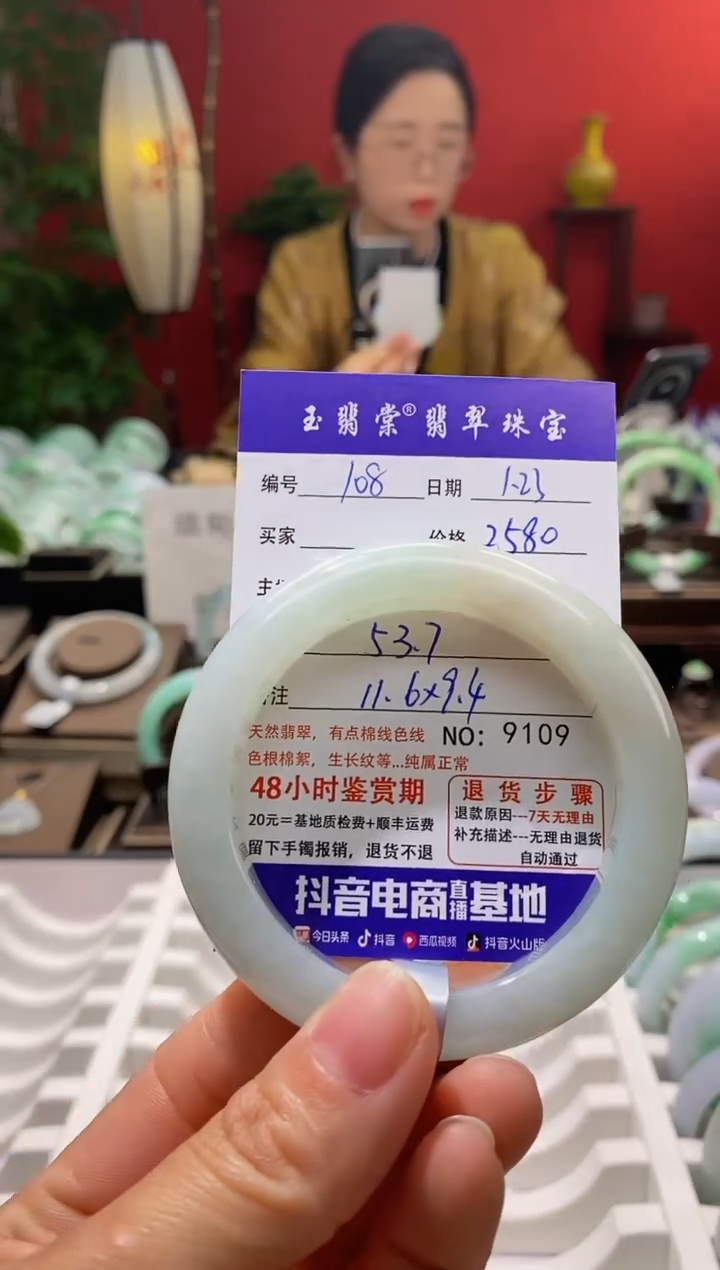 玉翡棠®翡翠珠宝
编号 108 日期 1.23
买家 价格 2580
主
53.7
注 11.6×9.4
天然翡翠，有点棉线色线 NO: 9109
色根棉絮，生长纹等...纯属正常
48小时鉴赏期
20元=基地质检费+顺丰运费
留下手镯报销，退货不退
退货步骤
退款原因---7天无理由
补充描述---无理由退货
自动通过
抖音电商直播基地
今日头条 抖音 西瓜视频 抖音火山版